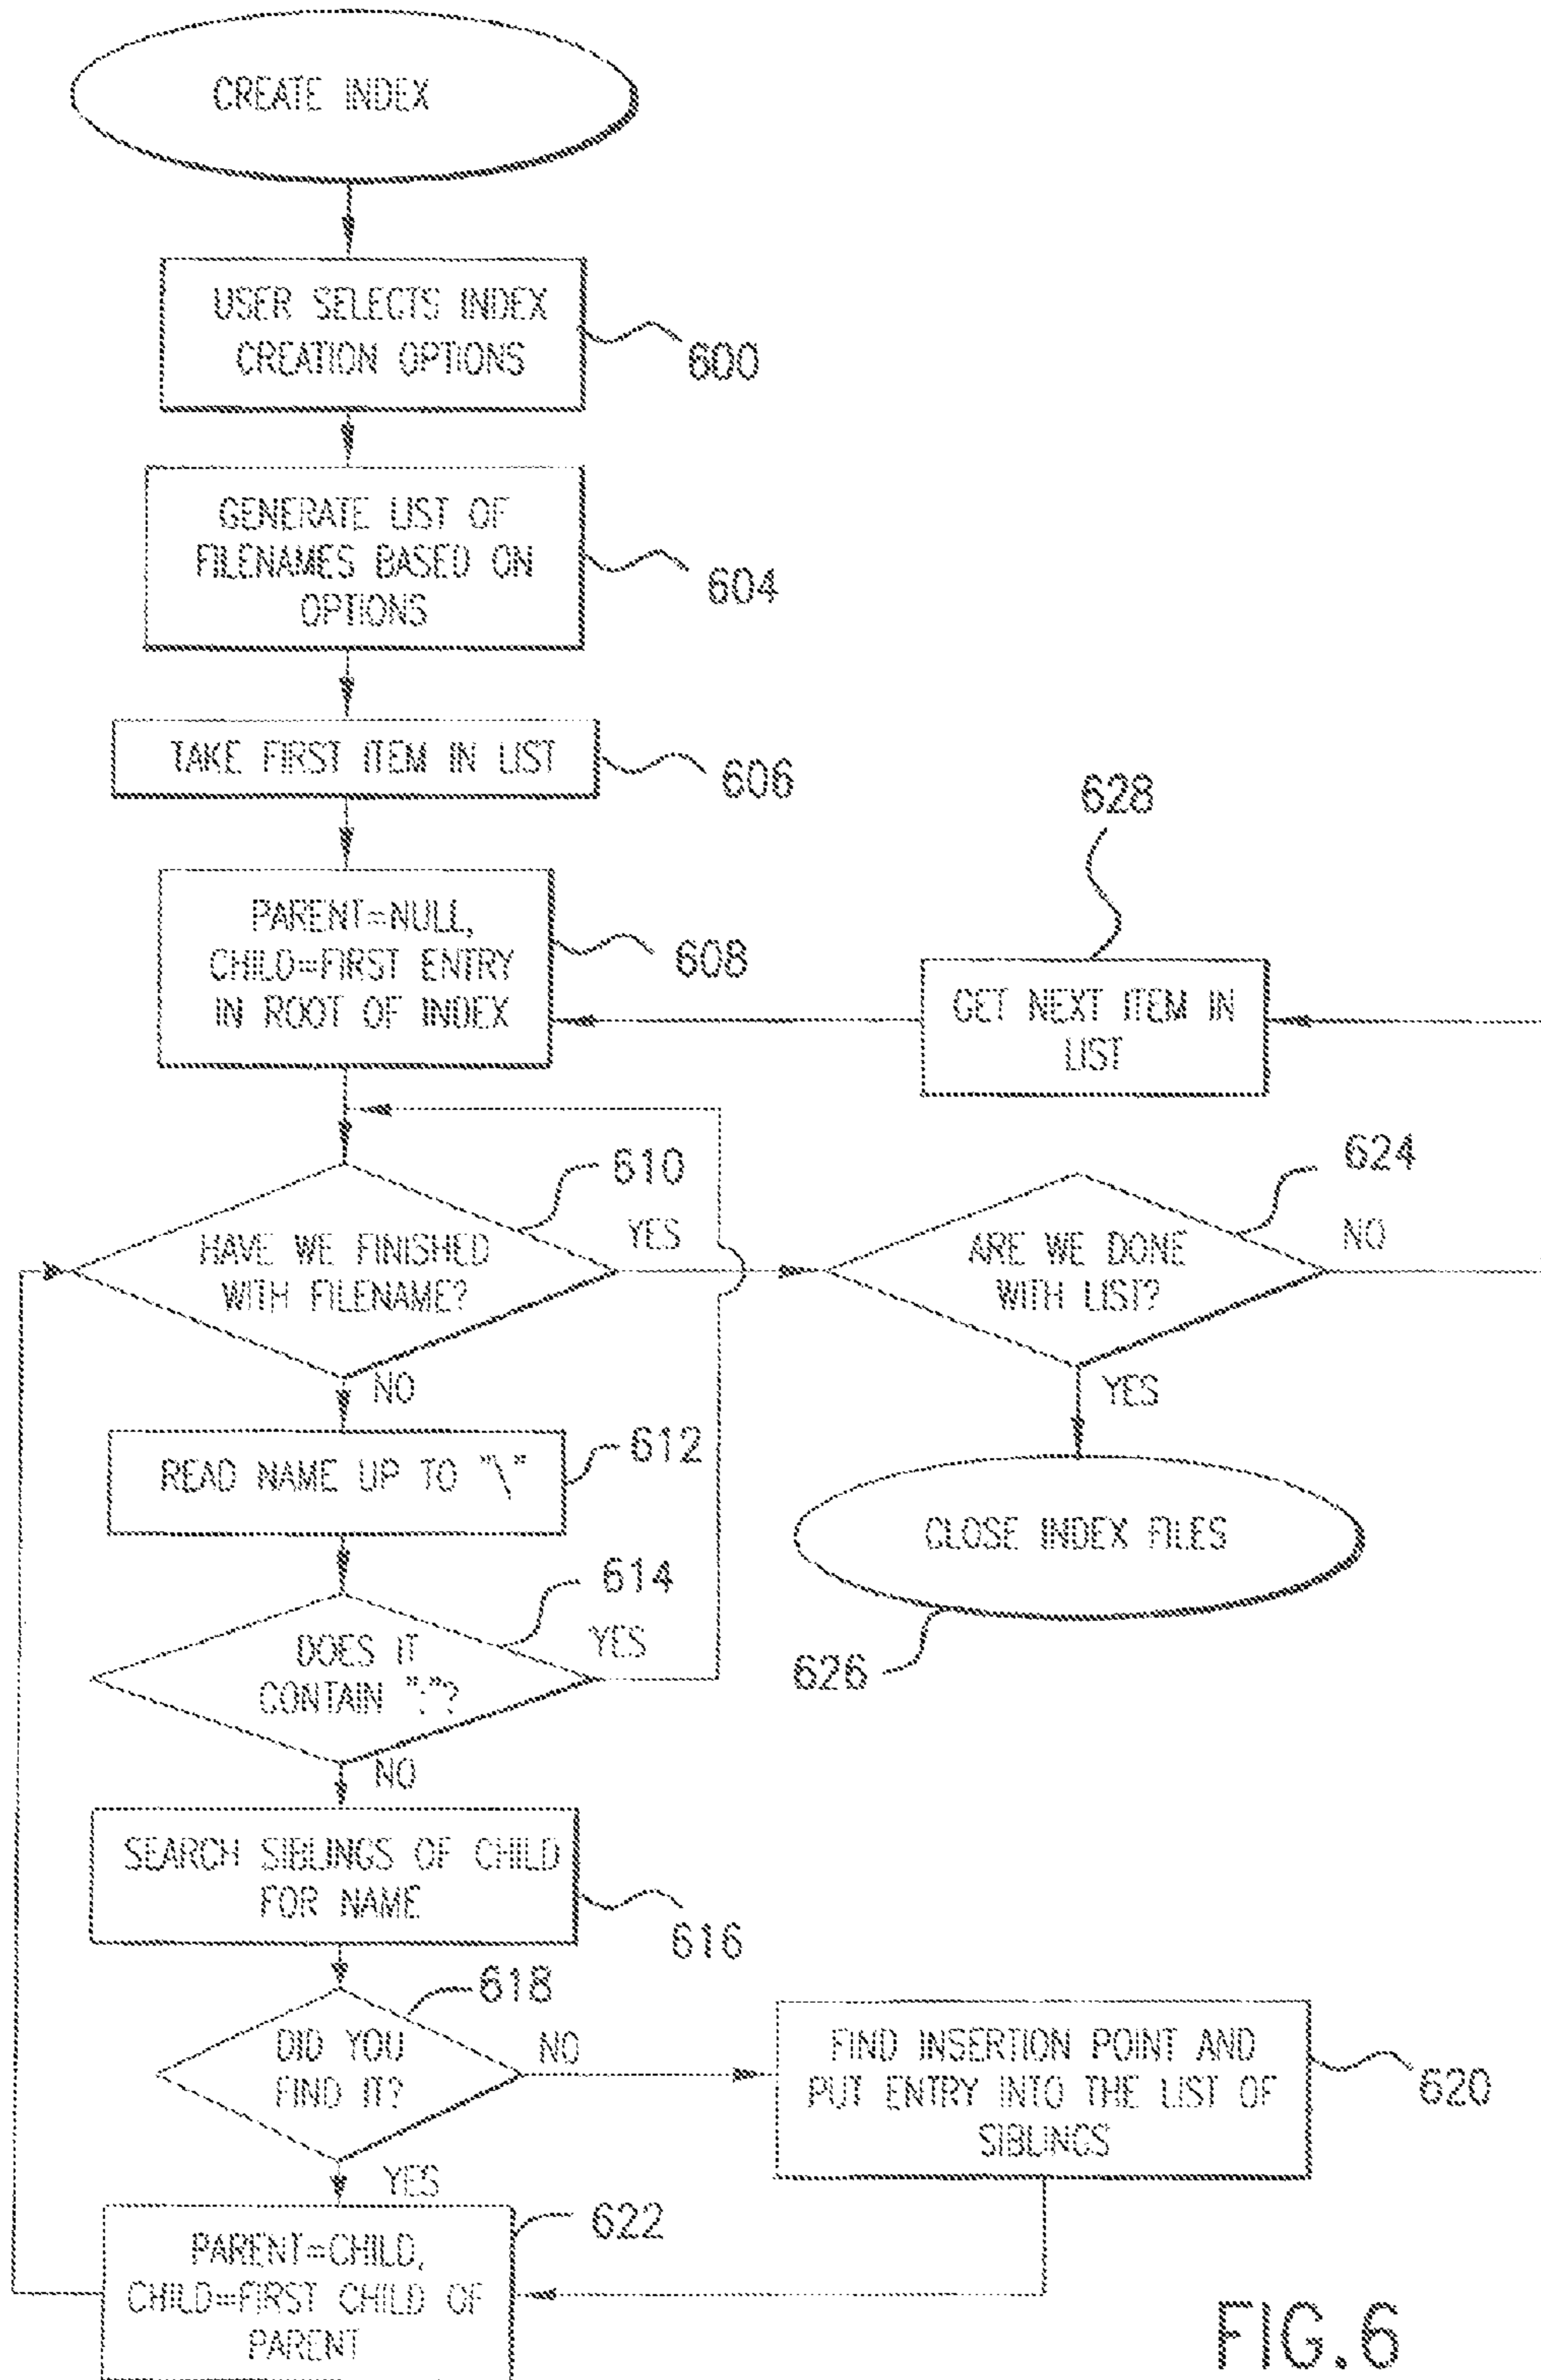 CREATE INDEX
USER SELECTS INDEX
CREATION OPTIONS
600
GENERATE LIST OF
FILENAMES BASED ON
OPTIONS
604
TAKE FIRST ITEM IN LIST
606
628
PARENT=NULL,
CHILD=FIRST ENTRY
IN ROOT OF INDEX
608
GET NEXT ITEM IN
LIST
610
624
HAVE WE FINISHED
WITH FILENAME?
YES
ARE WE DONE
WITH LIST?
NO
NO
YES
READ NAME UP TO "\"
612
CLOSE INDEX FILES
626
614
DOES IT
CONTAIN ":"?
YES
NO
SEARCH SIBLINGS OF CHILD
FOR NAME
616
618
DID YOU
FIND IT?
NO
FIND INSERTION POINT AND
PUT ENTRY INTO THE LIST OF
SIBLINGS
620
YES
622
PARENT=CHILD,
CHILD=FIRST CHILD OF
PARENT
FIG.6